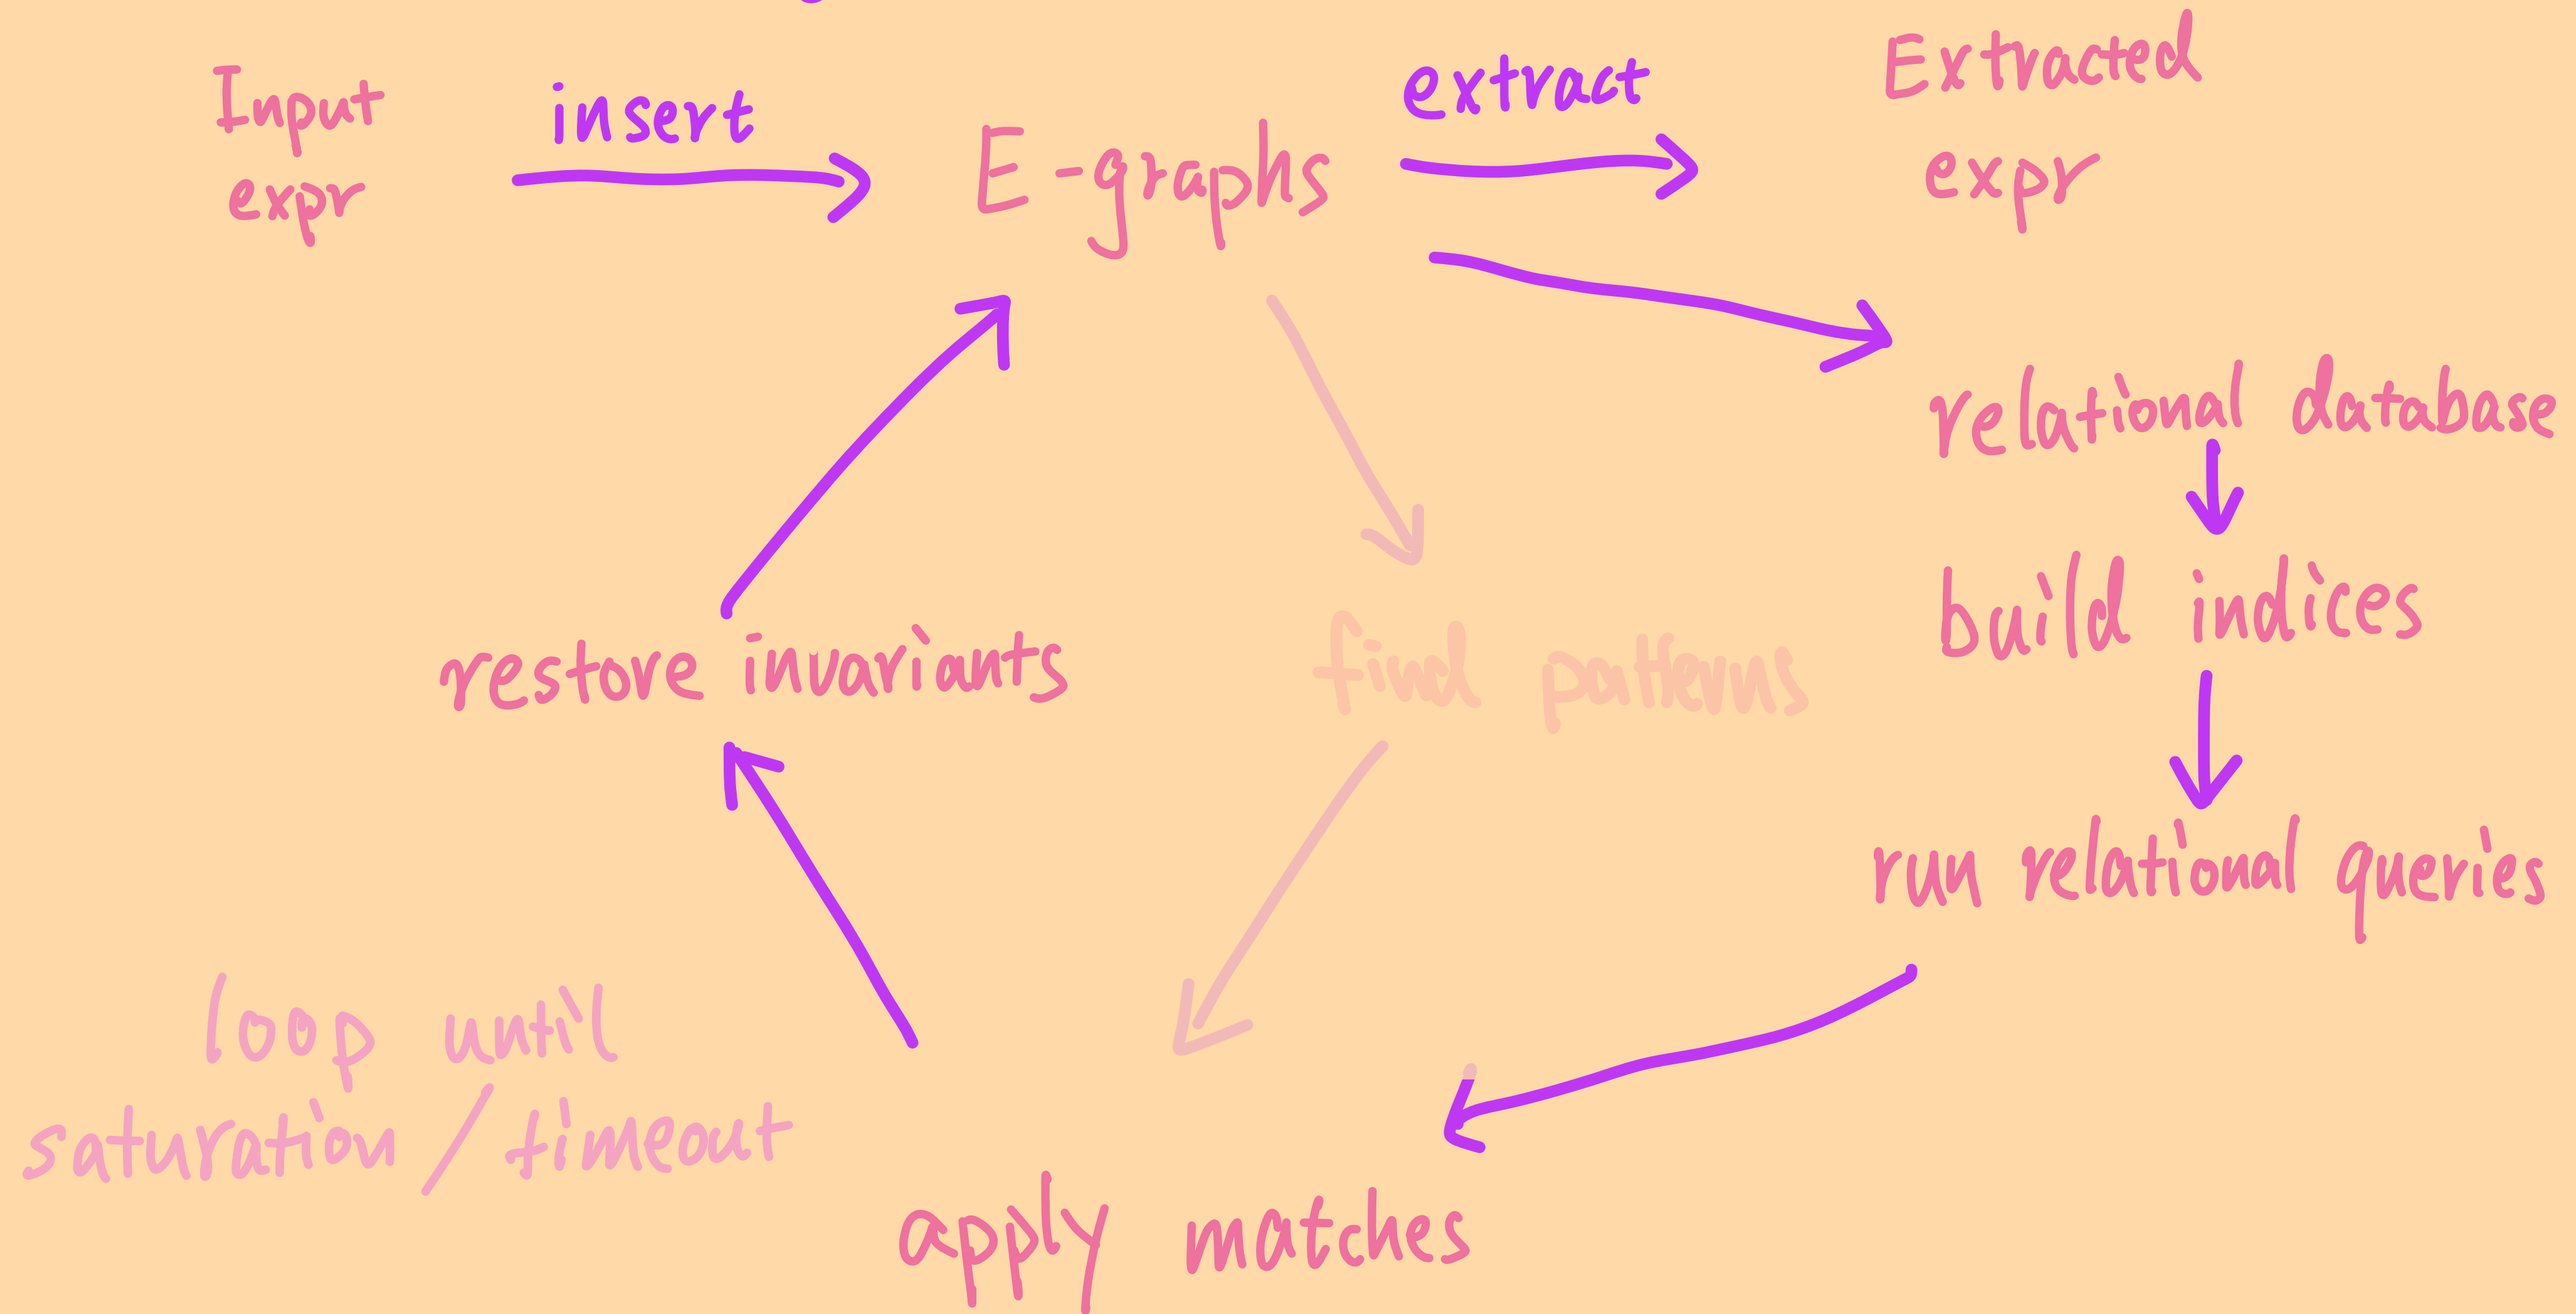 Input
expr
insert
E-graphs
extract
Extracted
expr
relational database
build indices
restore invariants
find patterns
run relational queries
loop until
saturation / timeout
apply matches